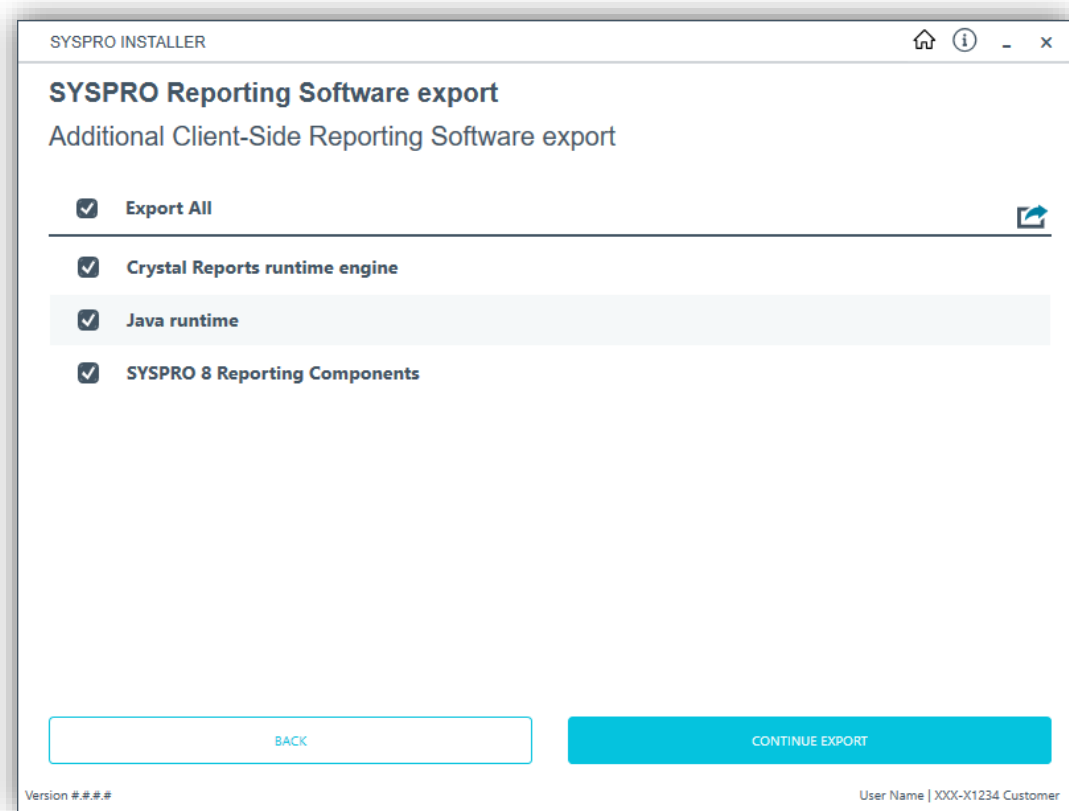 SYSPRO INSTALLER
SYSPRO Reporting Software export
Additional Client-Side Reporting Software export
Export All
Crystal Reports runtime engine
Java runtime
SYSPRO 8 Reporting Components
BACK
CONTINUE EXPORT
Version #.#.#.#
User Name | XXX-X1234 Customer